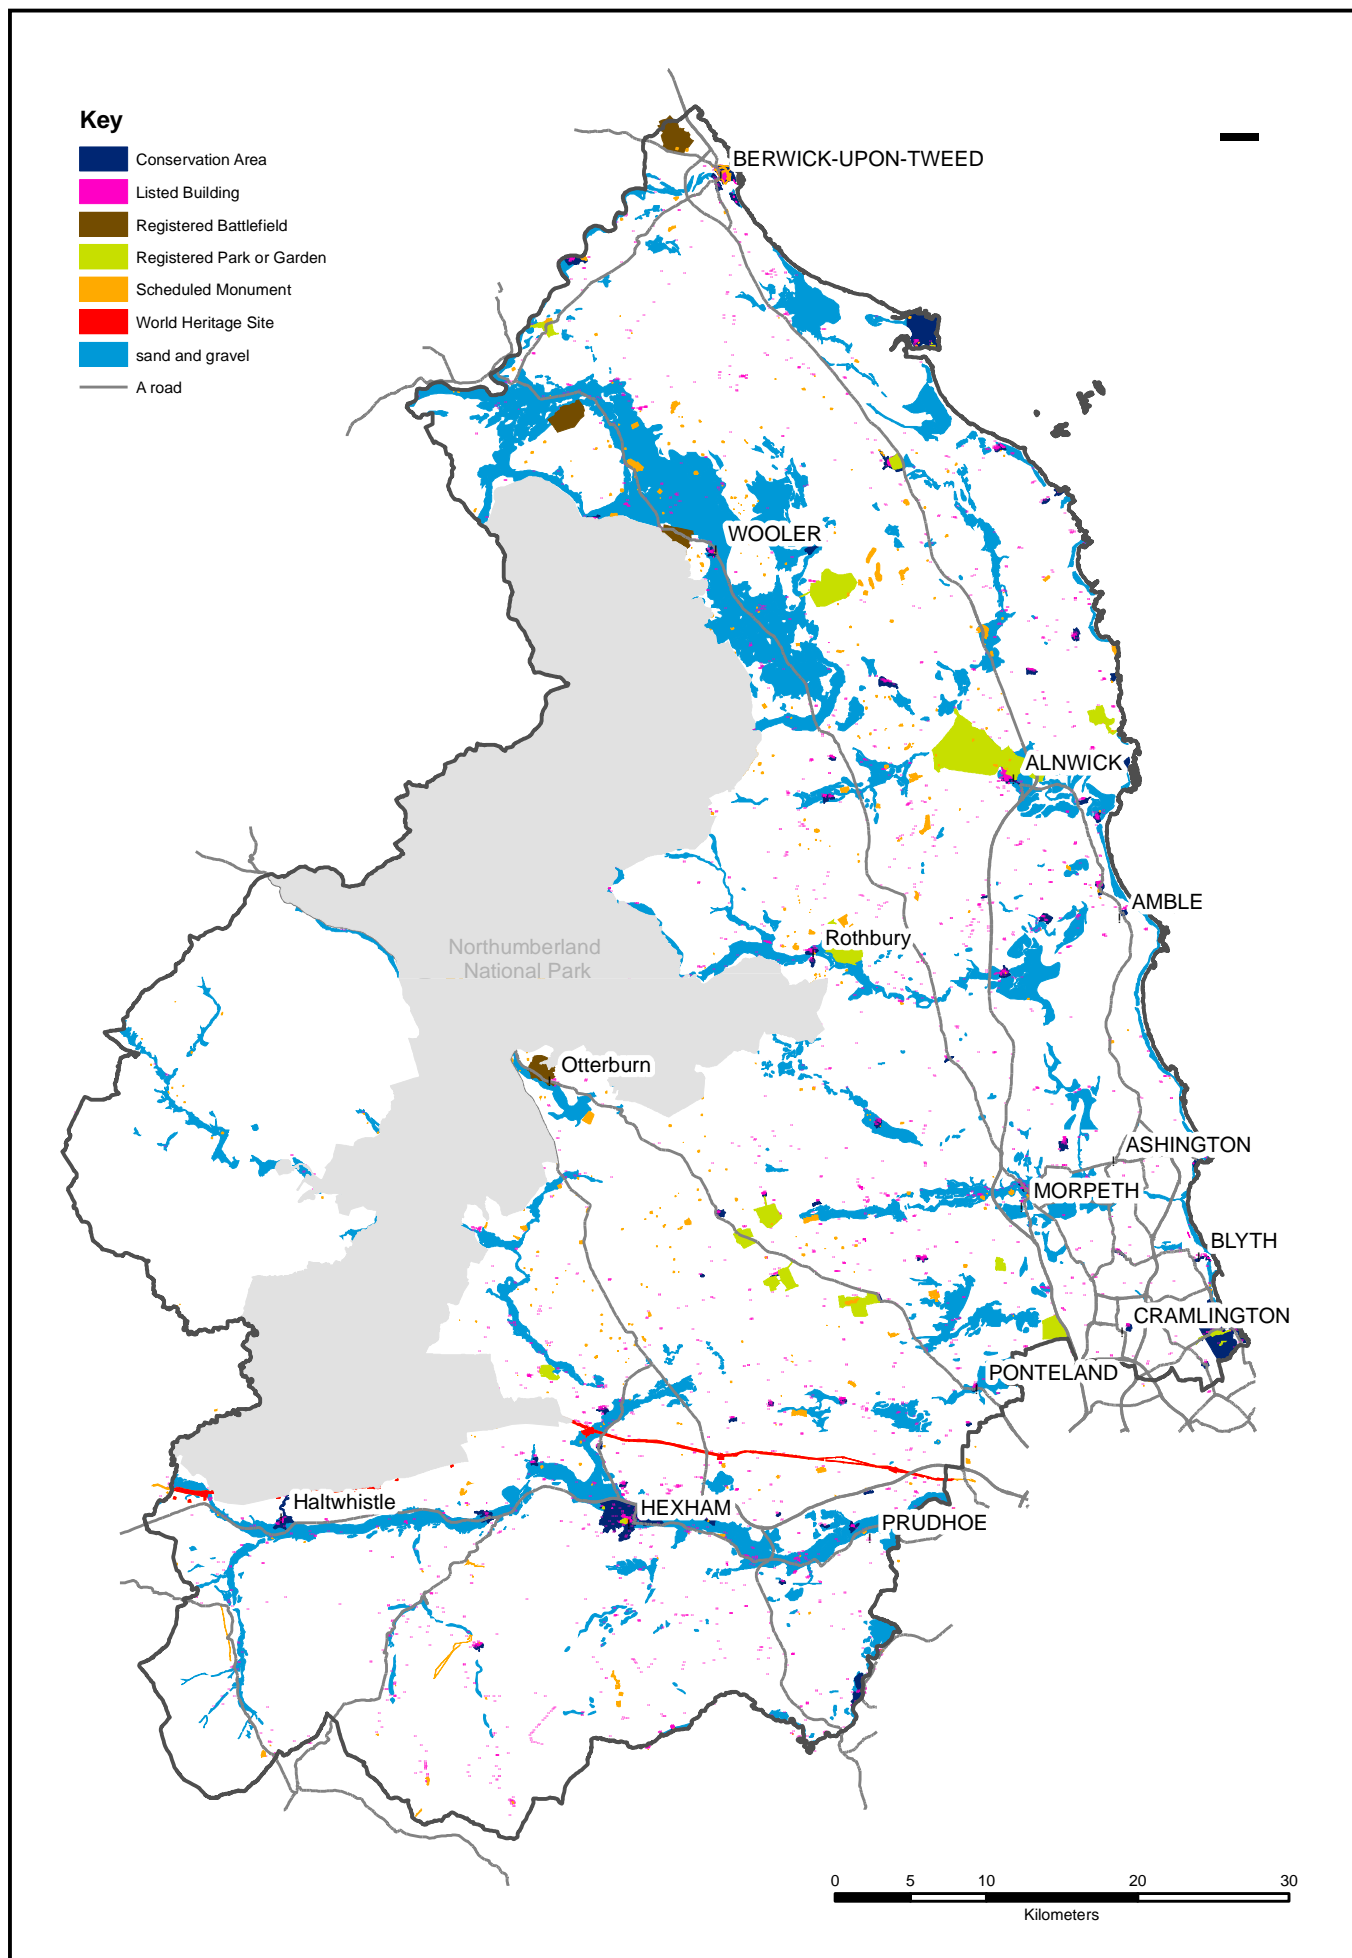 Key
Conservation Area
Listed Building
Registered Battlefield
Registered Park or Garden
Scheduled Monument
World Heritage Site
sand and gravel
A road
BERWICK-UPON-TWEED
WOOLER
ALNWICK
AMBLE
Rothbury
Northumberland
National Park
Otterburn
ASHINGTON
MORPETH
BLYTH
CRAMLINGTON
PONTELAND
Haltwhistle
HEXHAM
PRUDHOE
0 5 10 20 30
Kilometers